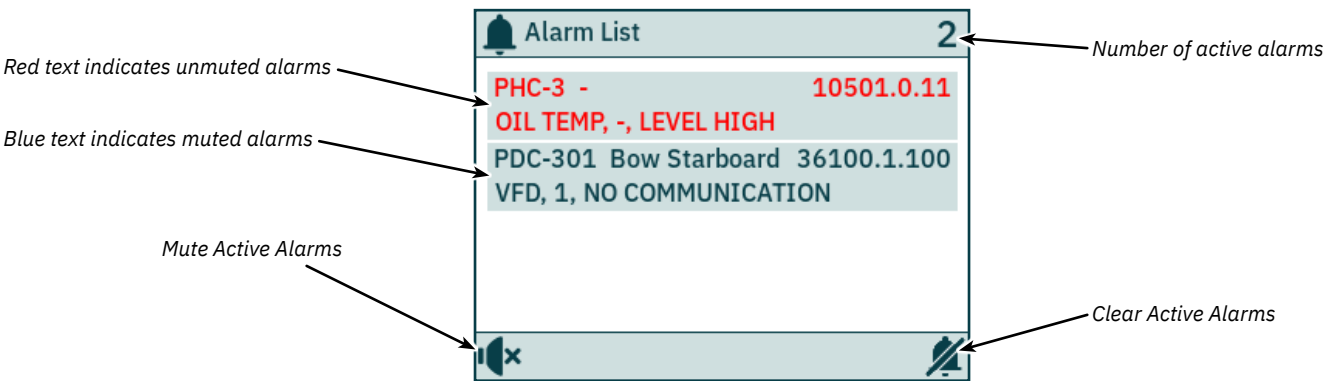 Alarm List 2
Number of active alarms
Red text indicates unmuted alarms
PHC-3 - 10501.0.11
OIL TEMP, -, LEVEL HIGH
Blue text indicates muted alarms
PDC-301 Bow Starboard 36100.1.100
VFD, 1, NO COMMUNICATION
Mute Active Alarms
Clear Active Alarms